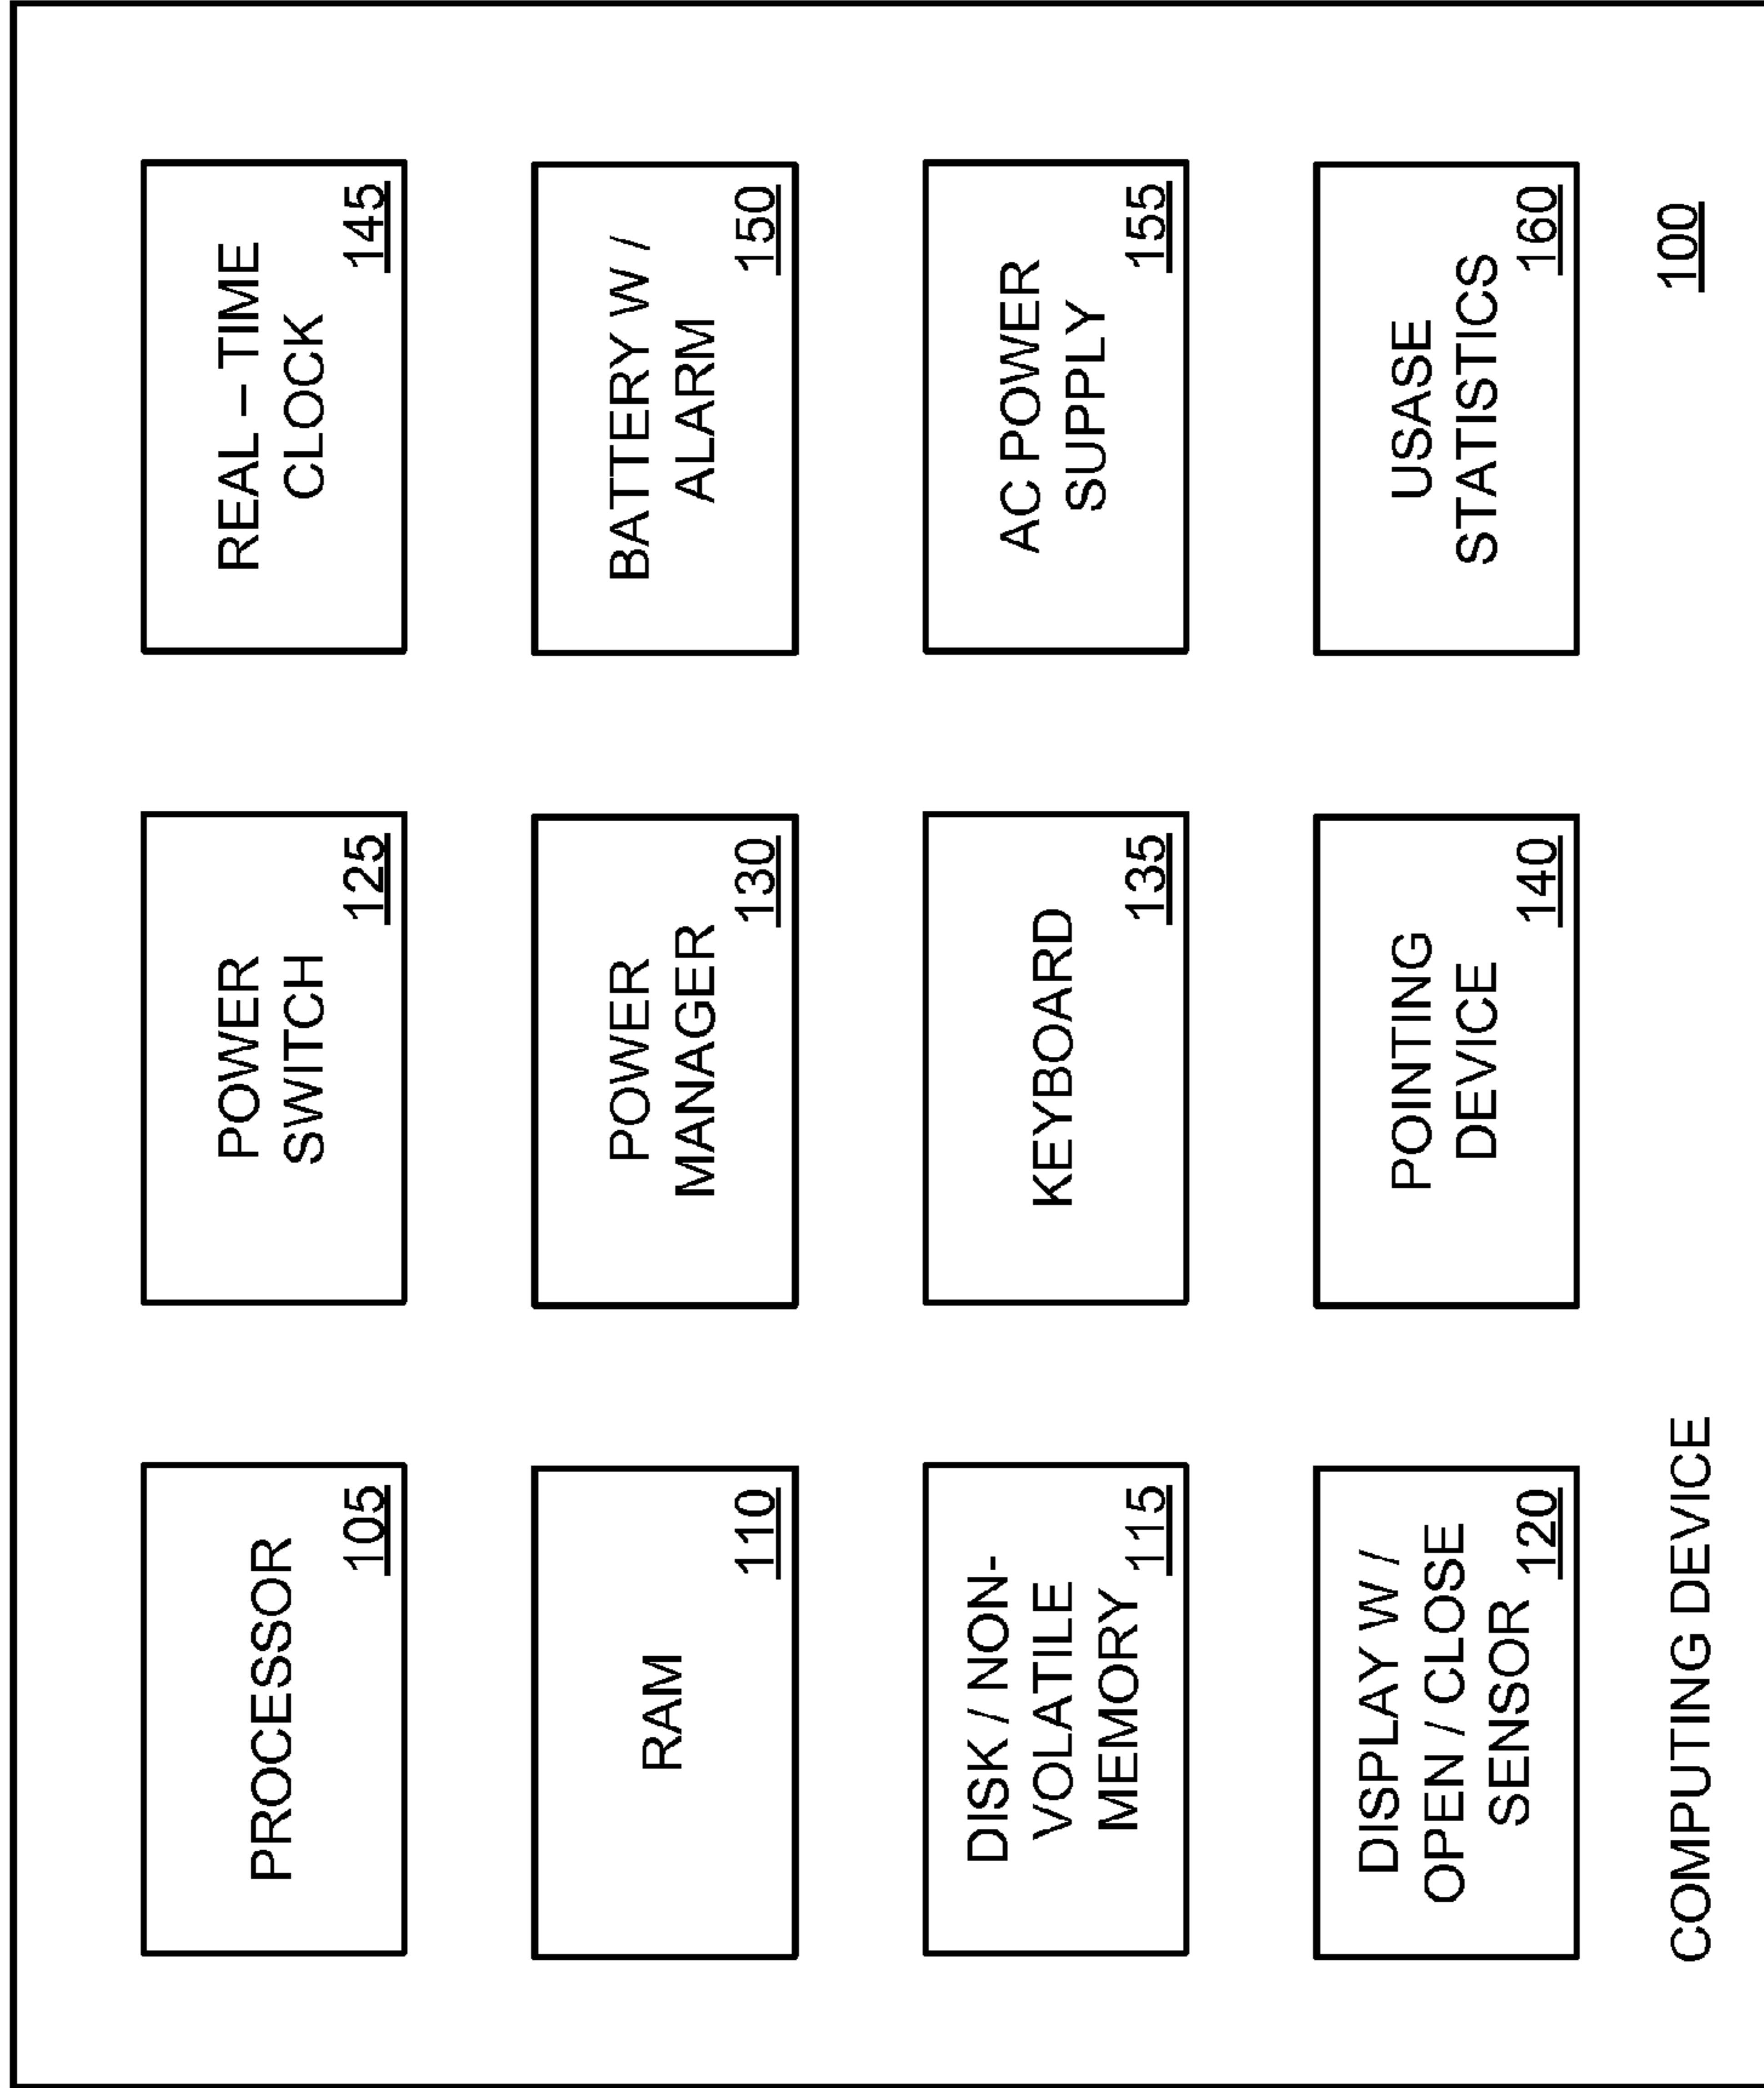 PROCESSOR
105
POWER
SWITCH
125
REAL – TIME
CLOCK
145
RAM
110
POWER
MANAGER
130
BATTERY W /
ALARM
150
DISK / NON-
VOLATILE
MEMORY
115
KEYBOARD
135
AC POWER
SUPPLY
155
DISPLAY W /
OPEN / CLOSE
SENSOR
120
POINTING
DEVICE
140
USASE
STATISTICS
160
COMPUTING DEVICE
100